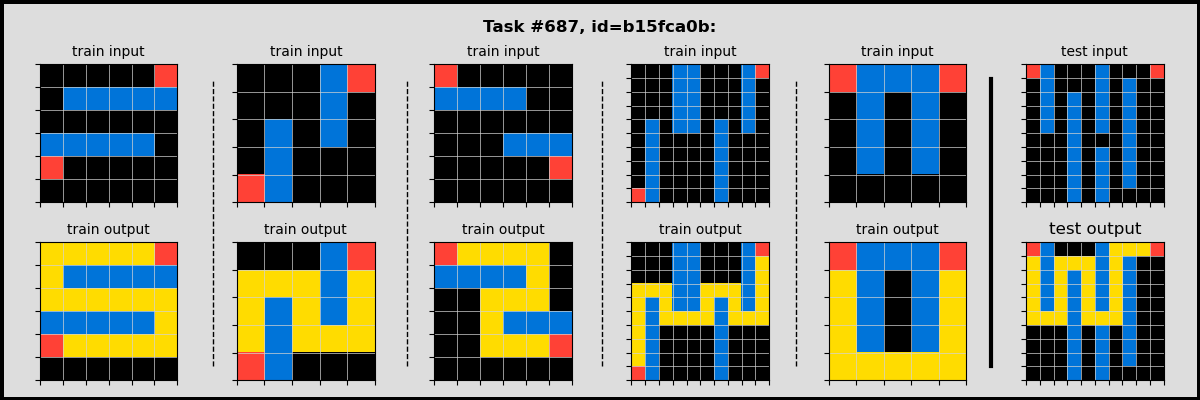 Task #687, id=b15fca0b:
train input train input train input train input train input test input
train output train output train output train output train output test output